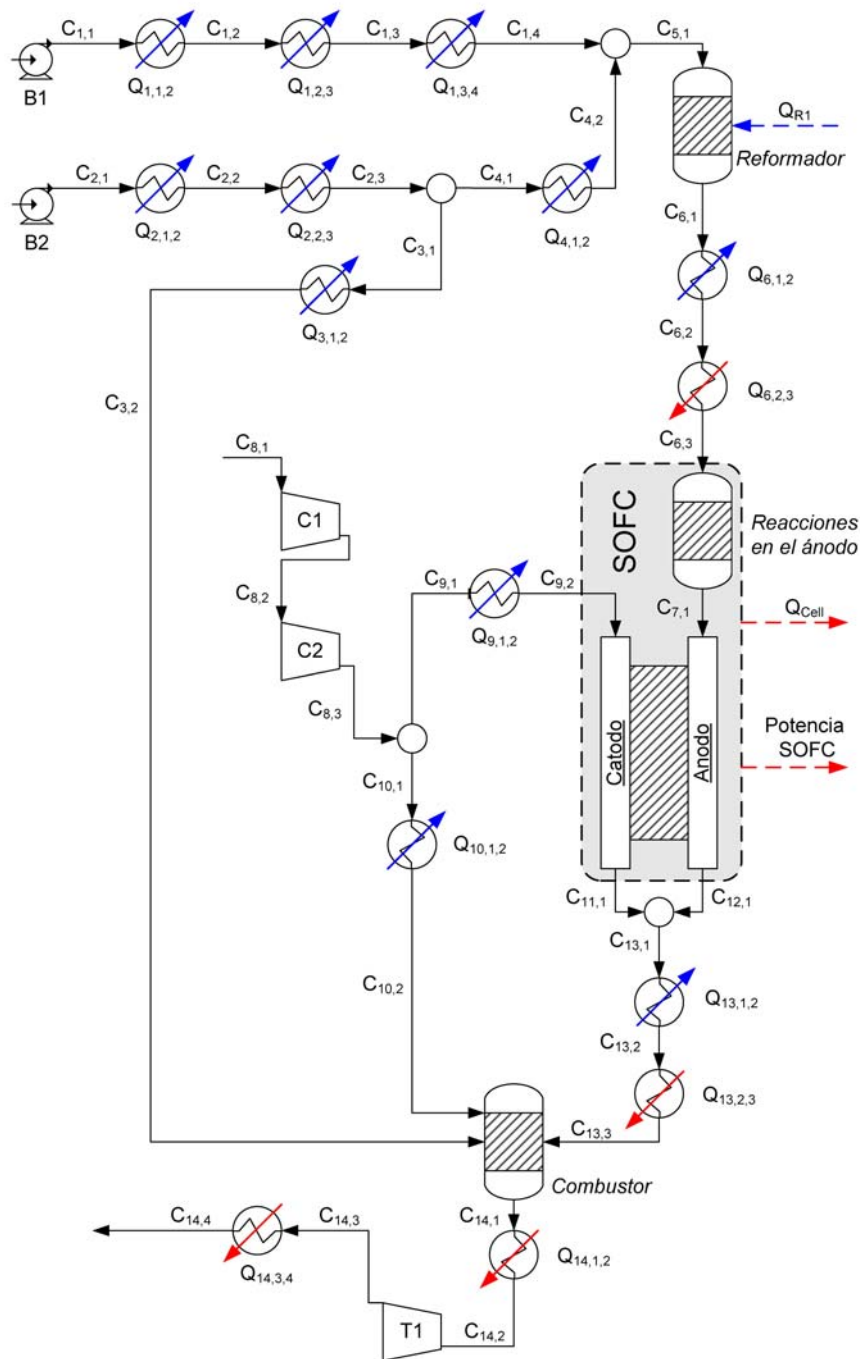 C1,1
C1,2
C1,3
C1,4
C5,1
B1
Q1,1,2
Q1,2,3
Q1,3,4
C4,2
QR1
Reformador
C2,1
C2,2
C2,3
C4,1
B2
Q2,1,2
Q2,2,3
C3,1
Q4,1,2
C6,1
Q3,1,2
Q6,1,2
C6,2
C3,2
Q6,2,3
C6,3
C8,1
C1
SOFC
Reacciones
en el ánodo
C8,2
C9,1
C9,2
C7,1
QCell
Q9,1,2
C2
C8,3
Catodo
Anodo
Potencia
SOFC
C10,1
Q10,1,2
C11,1
C12,1
C13,1
C10,2
Q13,1,2
C13,2
Q13,2,3
C13,3
Combustor
C14,4
C14,3
C14,1
Q14,3,4
Q14,1,2
T1
C14,2